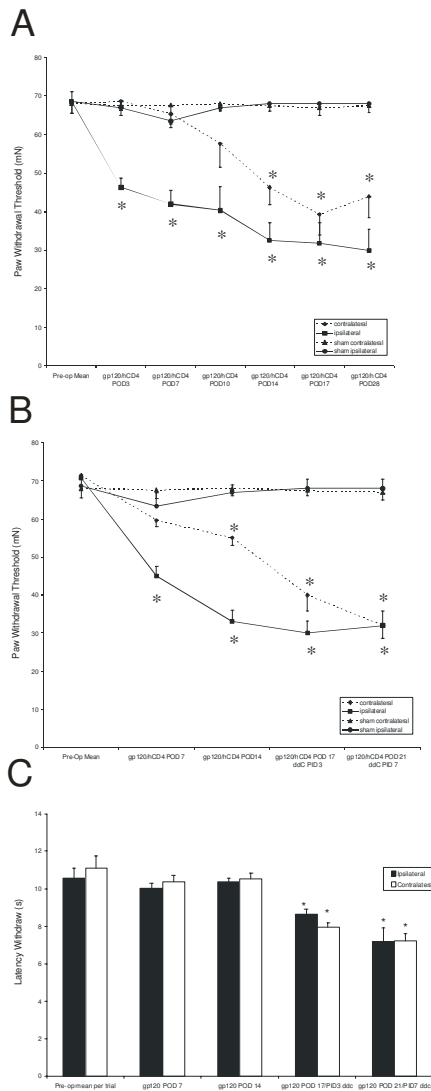 A
Paw Withdrawal Threshold (mN)
80
70
60
50
40
30
20
10
0
*
*
*
*
*
*
*
*
*
contralateral
ipsilateral
sham contralateral
sham ipsilateral
Pre-op Mean
gp120/hCD4 POD3
gp120/hCD4 POD7
gp120/hCD4 POD10
gp120/hCD4 POD14
gp120/hCD4 POD17
gp120/hCD4 POD28
B
Paw Withdrawal Threshold (mN)
80
70
60
50
40
30
20
10
0
*
*
*
*
*
*
*
contralateral
ipsilateral
sham contralateral
sham ipsilateral
Pre-Op Mean
gp120/hCD4 POD 7
gp120/hCD4 POD14
gp120/hCD4 POD 17 ddC PID3
gp120/hCD4 POD 21 ddC PID 7
C
Latency Withdraw (s)
14
12
10
8
6
4
2
0
*
*
*
*
Ipsilateral
Contralateral
Pre-op mean per trial
gp120 POD 7
gp120 POD 14
gp120 POD 17/PID3 ddc
gp120 POD 21/PID7 ddc